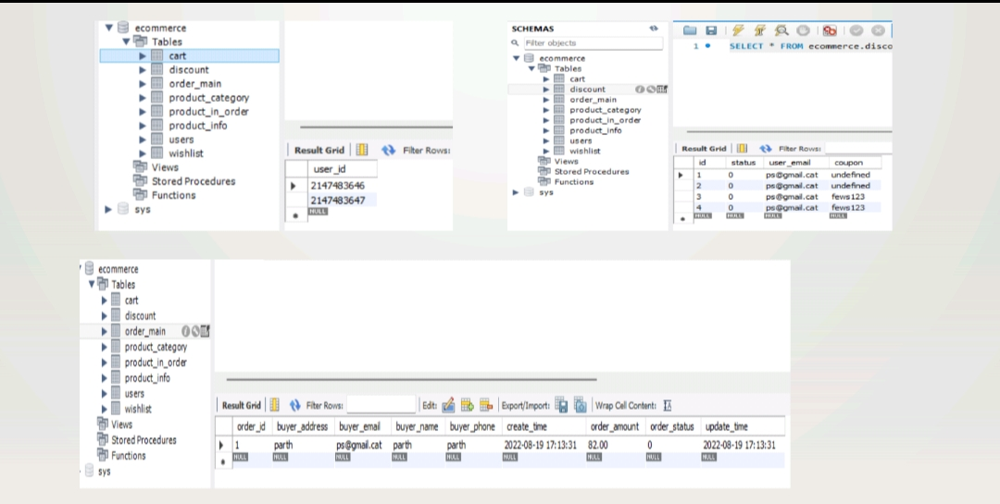 ecommerce
Tables
cart
discount
order_main
product_category
product_in_order
product_info
users
wishlist
Views
Stored Procedures
Functions
sys
Result Grid Filter Rows:
user_id
2147483646
2147483647
NULL
SCHEMAS
Filter objects
ecommerce
Tables
cart
discount
order_main
product_category
product_in_order
product_info
users
wishlist
Views
Stored Procedures
Functions
sys
1 SELECT * FROM ecommerce.disco
Result Grid Filter Rows:
id status user_email coupon
1 0 ps@gmail.cat undefined
2 0 ps@gmail.cat undefined
3 0 ps@gmail.cat fews123
4 0 ps@gmail.cat fews123
NULL NULL NULL NULL
ecommerce
Tables
cart
discount
order_main
product_category
product_in_order
product_info
users
wishlist
Views
Stored Procedures
Functions
sys
Result Grid Filter Rows: Edit: Export/Import: Wrap Cell Content:
order_id buyer_address buyer_email buyer_name buyer_phone create_time order_amount order_status update_time
1 parth ps@gmail.cat parth parth 2022-08-19 17:13:31 82.00 0 2022-08-19 17:13:31
NULL NULL NULL NULL NULL NULL NULL NULL NULL